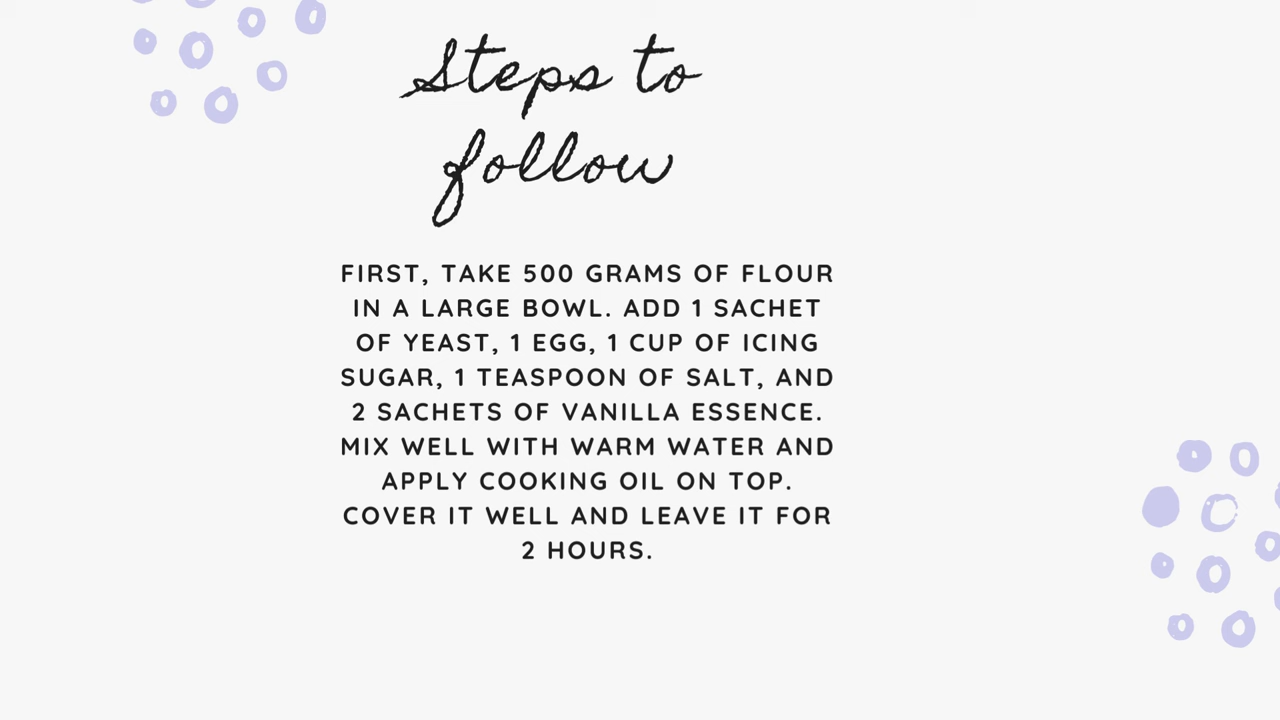 Steps to
follow
FIRST, TAKE 500 GRAMS OF FLOUR
IN A LARGE BOWL. ADD 1 SACHET
OF YEAST, 1 EGG, 1 CUP OF ICING
SUGAR, 1 TEASPOON OF SALT, AND
2 SACHETS OF VANILLA ESSENCE.
MIX WELL WITH WARM WATER AND
APPLY COOKING OIL ON TOP.
COVER IT WELL AND LEAVE IT FOR
2 HOURS.